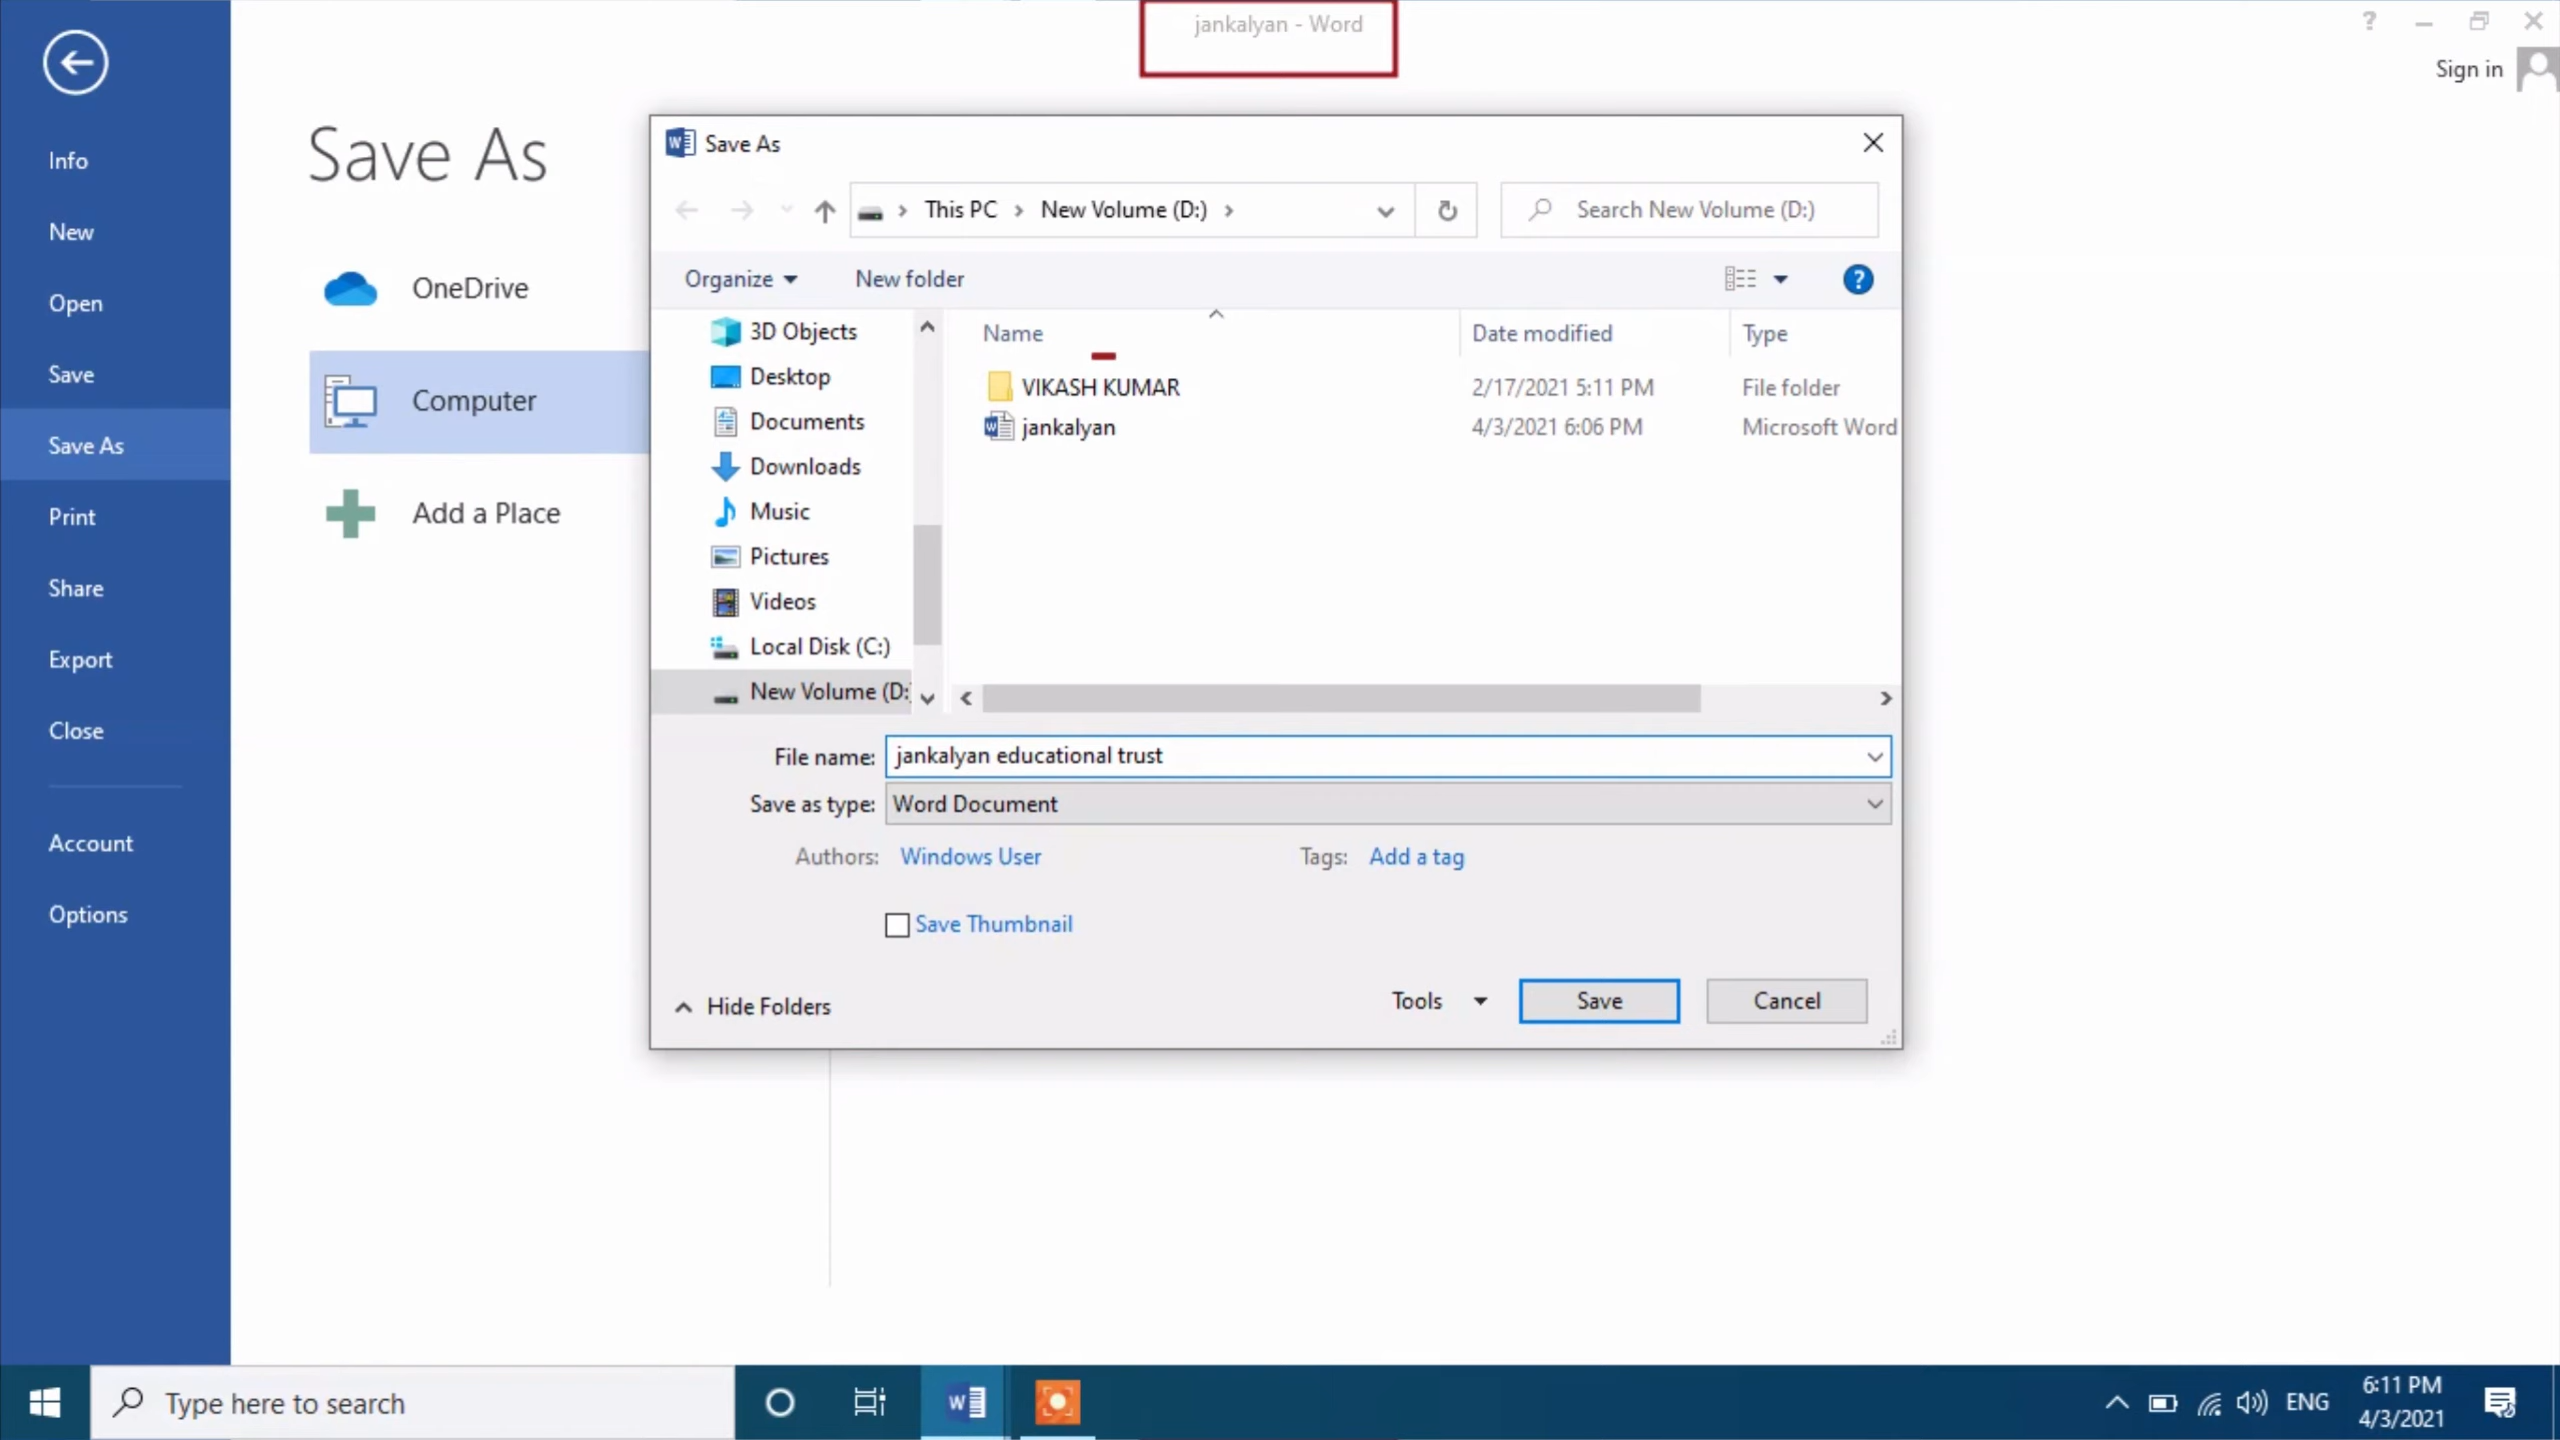 jankalyan - Word
?
Sign in
Info
New
Open
Save
Save As
Print
Share
Export
Close
Account
Options
Save As
OneDrive
Computer
Add a Place
Save As
This PC > New Volume (D:) >
Search New Volume (D:)
Organize
New folder
?
3D Objects
Desktop
Documents
Downloads
Music
Pictures
Videos
Local Disk (C:)
New Volume (D:
Name Date modified Type
VIKASH KUMAR 2/17/2021 5:11 PM File folder
jankalyan 4/3/2021 6:06 PM Microsoft Word
File name: jankalyan educational trust
Save as type: Word Document
Authors: Windows User Tags: Add a tag
Save Thumbnail
Hide Folders
Tools Save Cancel
Type here to search
ENG
6:11 PM
4/3/2021